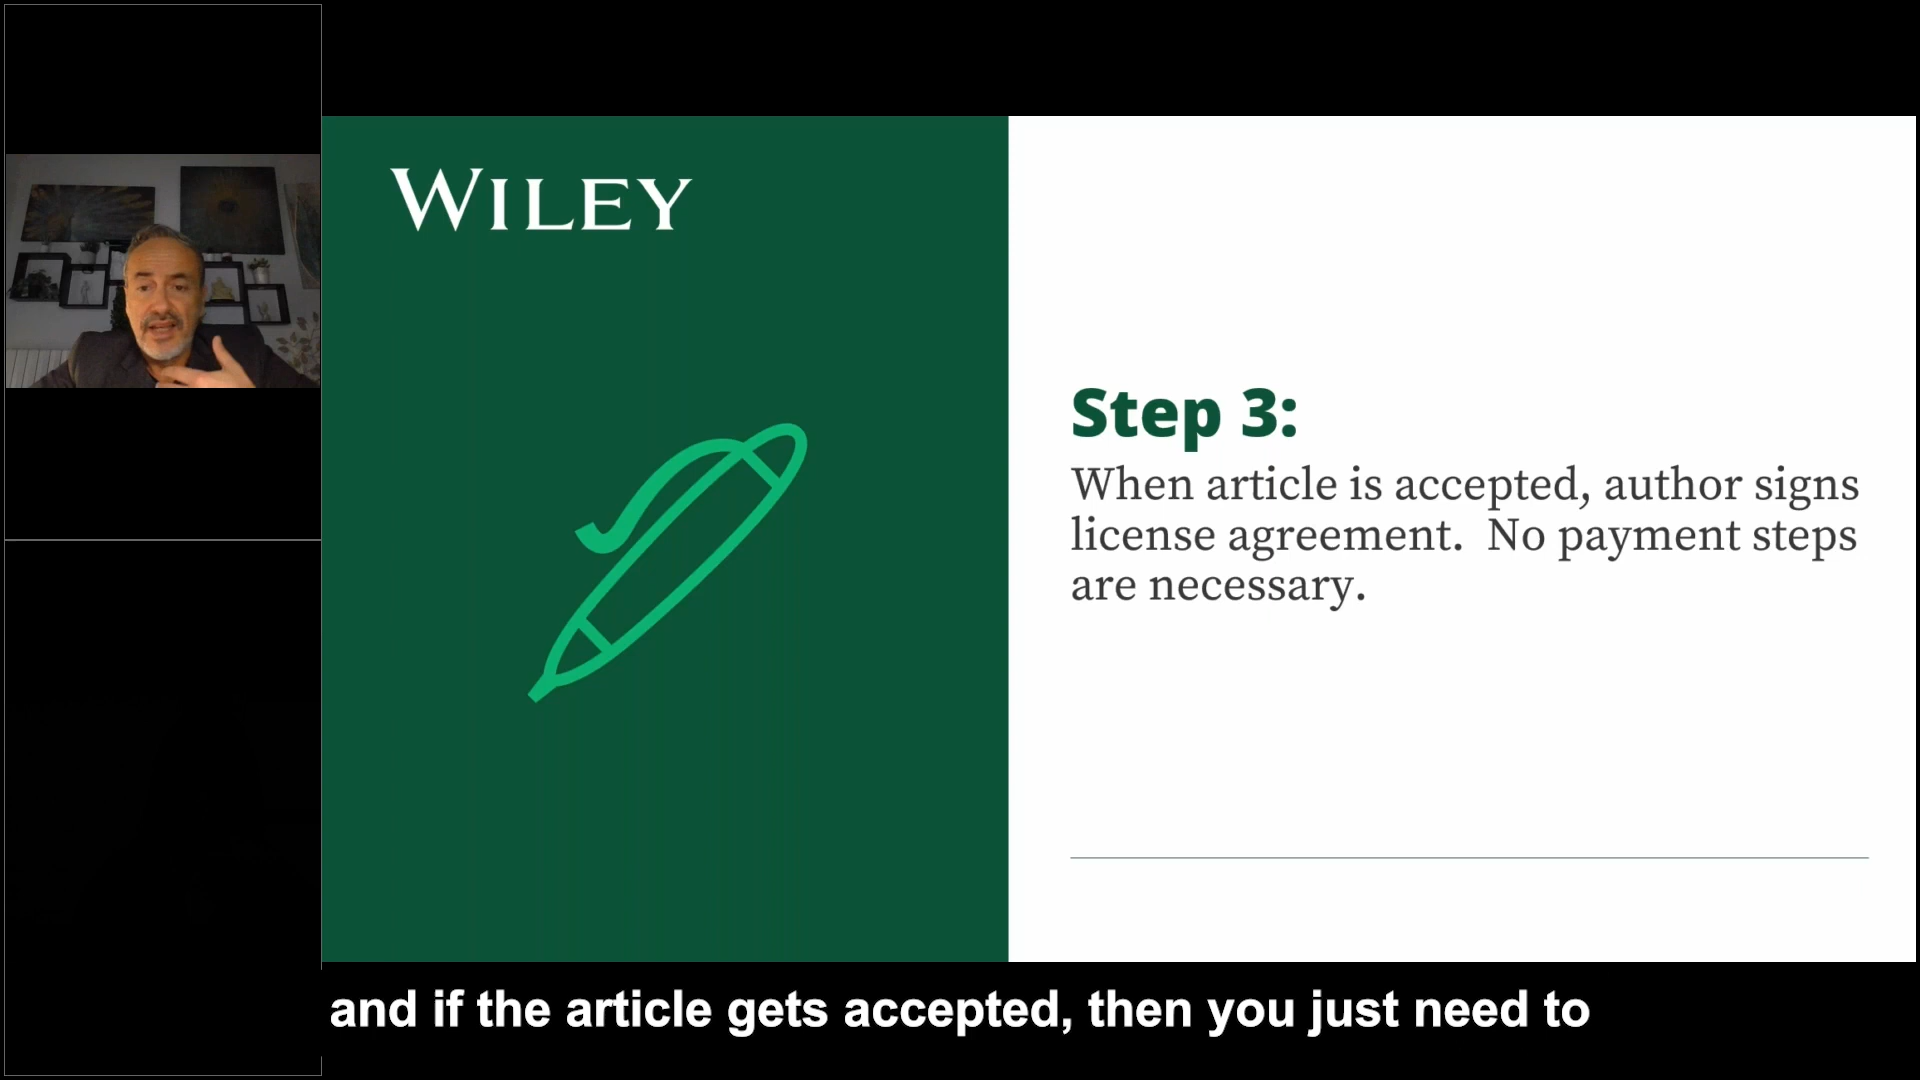 WILEY
Step 3:
When article is accepted, author signs
license agreement.  No payment steps
are necessary.
and if the article gets accepted, then you just need to